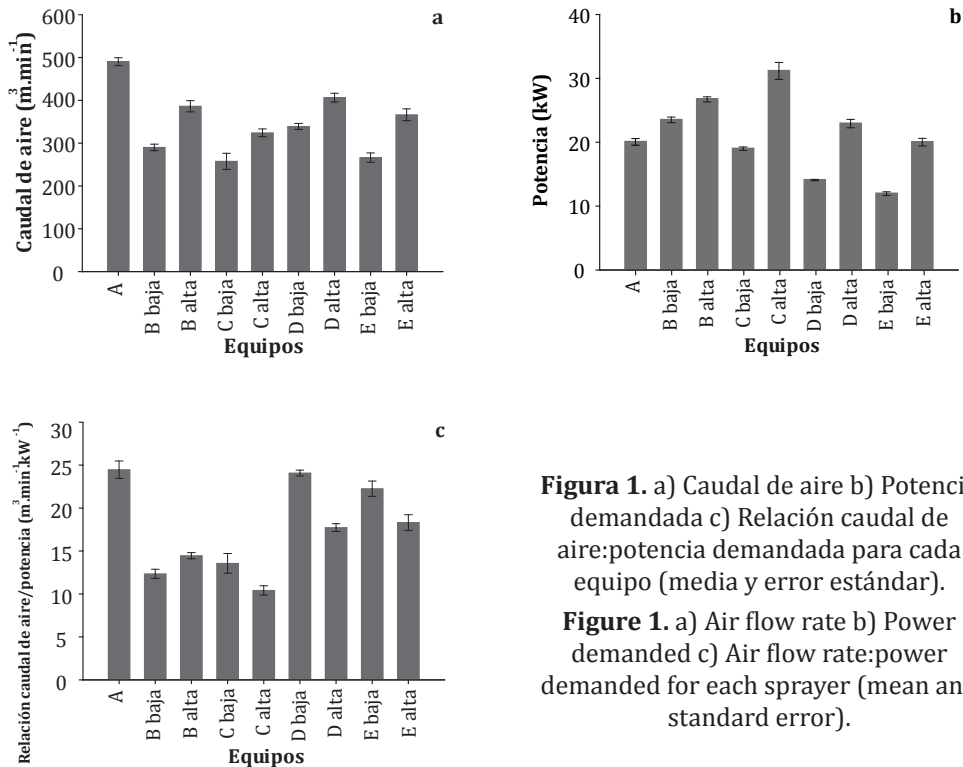 a
Caudal de aire (m³.min⁻¹)
600
500
400
300
200
100
0
A
B baja
B alta
C baja
C alta
D baja
D alta
E baja
E alta
Equipos
b
Potencia (kW)
40
30
20
10
0
A
B baja
B alta
C baja
C alta
D baja
D alta
E baja
E alta
Equipos
c
Relación caudal de aire/potencia (m³.min⁻¹.kW⁻¹)
30
25
20
15
10
5
0
A
B baja
B alta
C baja
C alta
D baja
D alta
E baja
E alta
Equipos
Figura 1. a) Caudal de aire b) Potenci
demandada c) Relación caudal de
aire:potencia demandada para cada
equipo (media y error estándar).
Figure 1. a) Air flow rate b) Power
demanded c) Air flow rate:power
demanded for each sprayer (mean an
standard error).